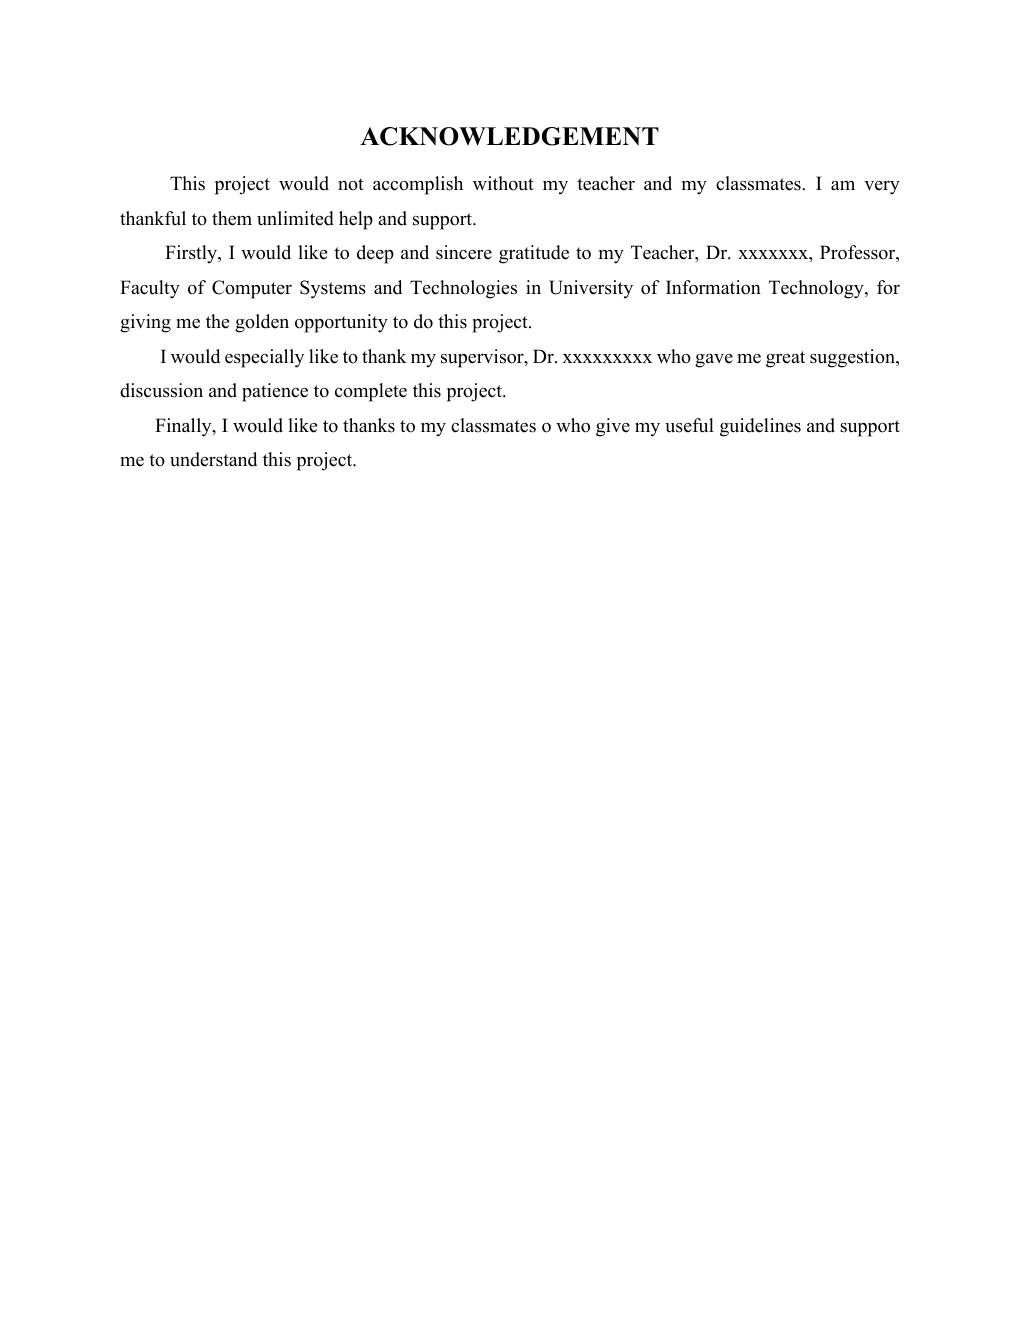 ACKNOWLEDGEMENT
This project would not accomplish without my teacher and my classmates. I am very
thankful to them unlimited help and support.
Firstly, I would like to deep and sincere gratitude to my Teacher, Dr. xxxxxxx, Professor,
Faculty of Computer Systems and Technologies in University of Information Technology, for
giving me the golden opportunity to do this project.
I would especially like to thank my supervisor, Dr. xxxxxxxxx who gave me great suggestion,
discussion and patience to complete this project.
Finally, I would like to thanks to my classmates o who give my useful guidelines and support
me to understand this project.